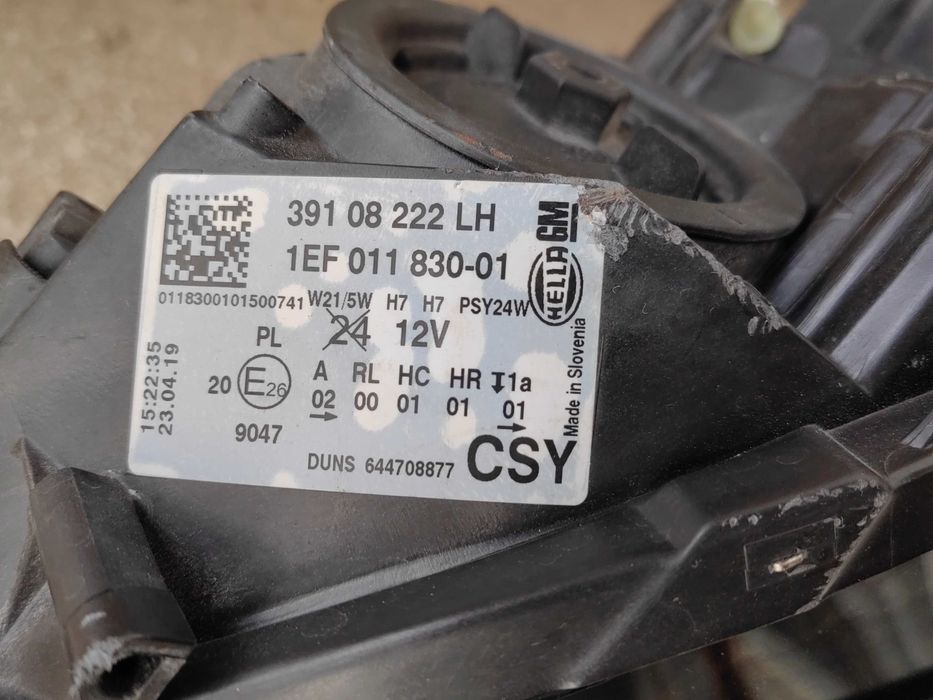 39108 222 LH
1EF 011 830-01
GM
HELLA
0118300101500741 W21/5W H7 H7 PSY24W
PL 24 12V
20 E26 A RL HC HR 1a
02 00 01 01 01
9047
DUNS 644708877 CSY
15:22:35
23.04.19
Made in Slovenia